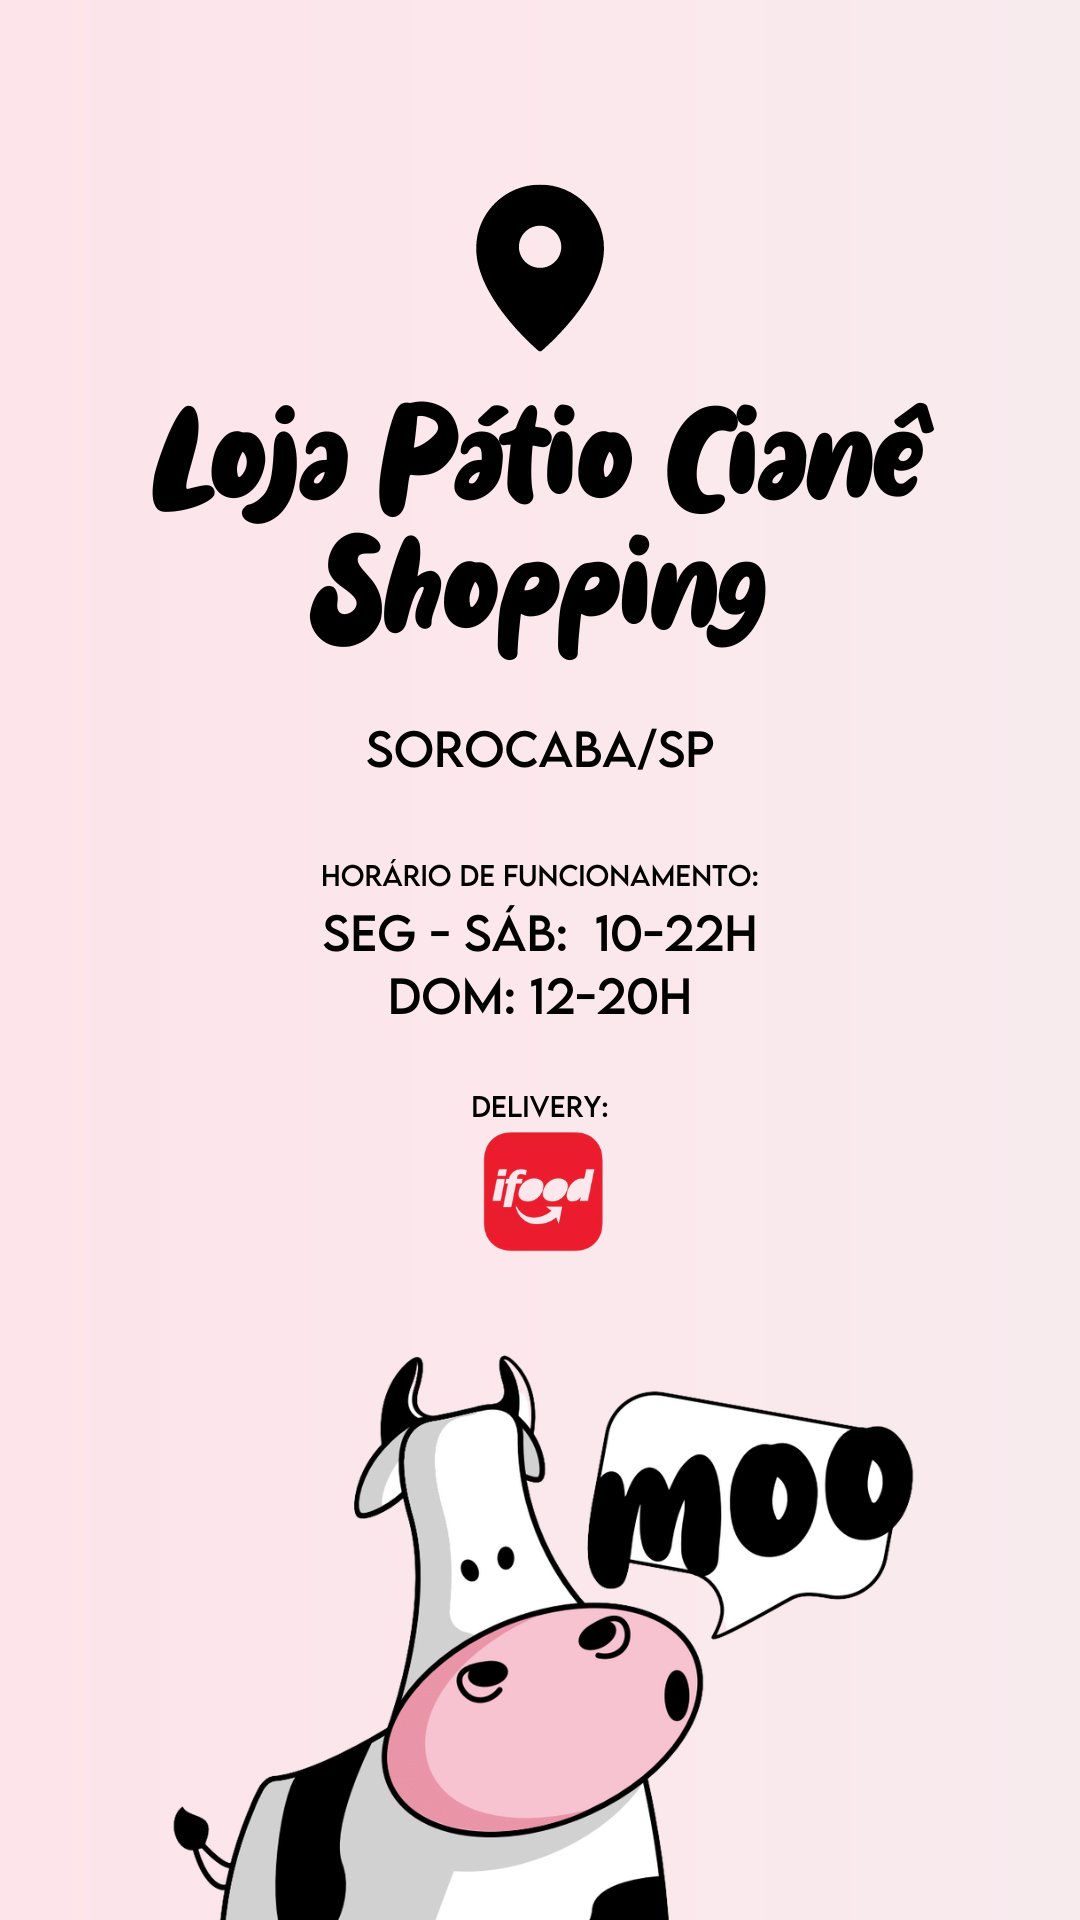 Loja Pátio Cianê
Shopping
SOROCABA/SP
HORÁRIO DE FUNCIONAMENTO:
SEG - SÁB:  10-22H
DOM: 12-20H
DELIVERY:
ifood
moo